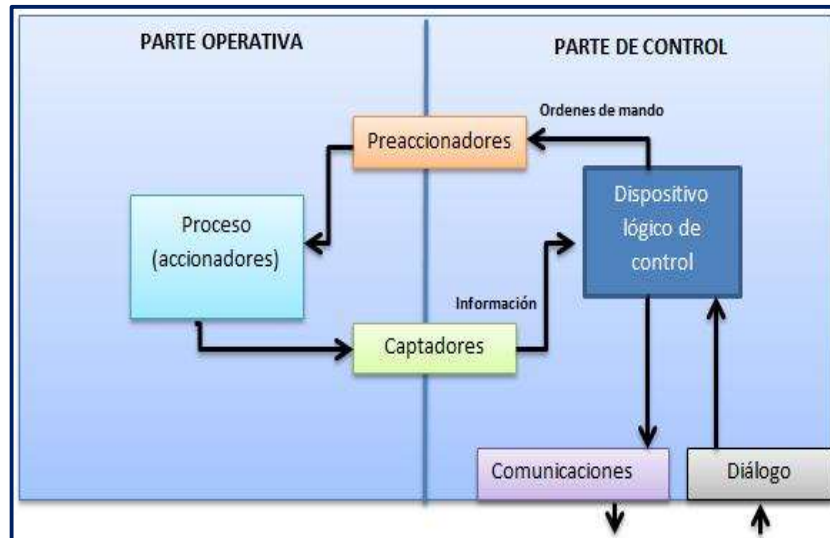 PARTE OPERATIVA
PARTE DE CONTROL
Ordenes de mando
Preaccionadores
Dispositivo
lógico de
control
Proceso
(accionadores)
Información
Captadores
Comunicaciones
Diálogo